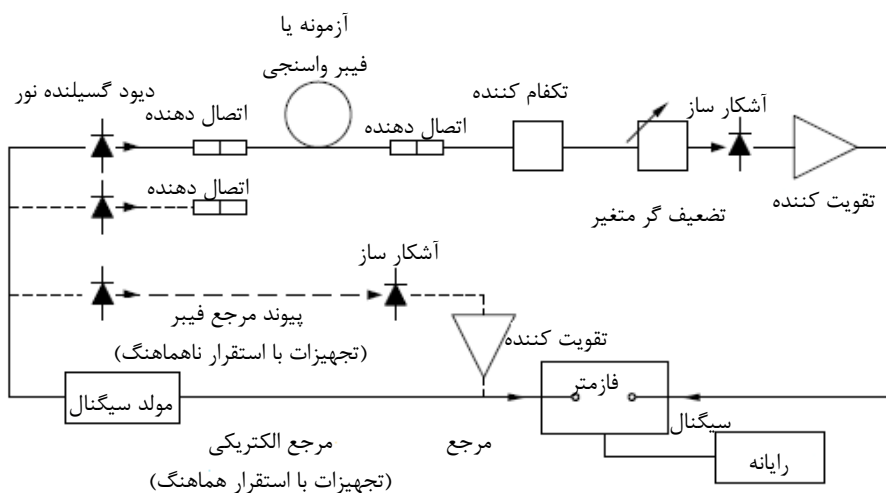 آزمونه یا
فیبر واسنجی
دیود گسیلنده نور
اتصال دهنده
اتصال دهنده
تکفام کننده
آشکار ساز
اتصال دهنده
تضعیف گر متغیر
تقویت کننده
آشکار ساز
پیوند مرجع فیبر
(تجهیزات با استقرار ناهماهنگ)
تقویت کننده
فازمتر
مولد سیگنال
سیگنال
مرجع الکتریکی
مرجع
(تجهیزات با استقرار هماهنگ)
رایانه